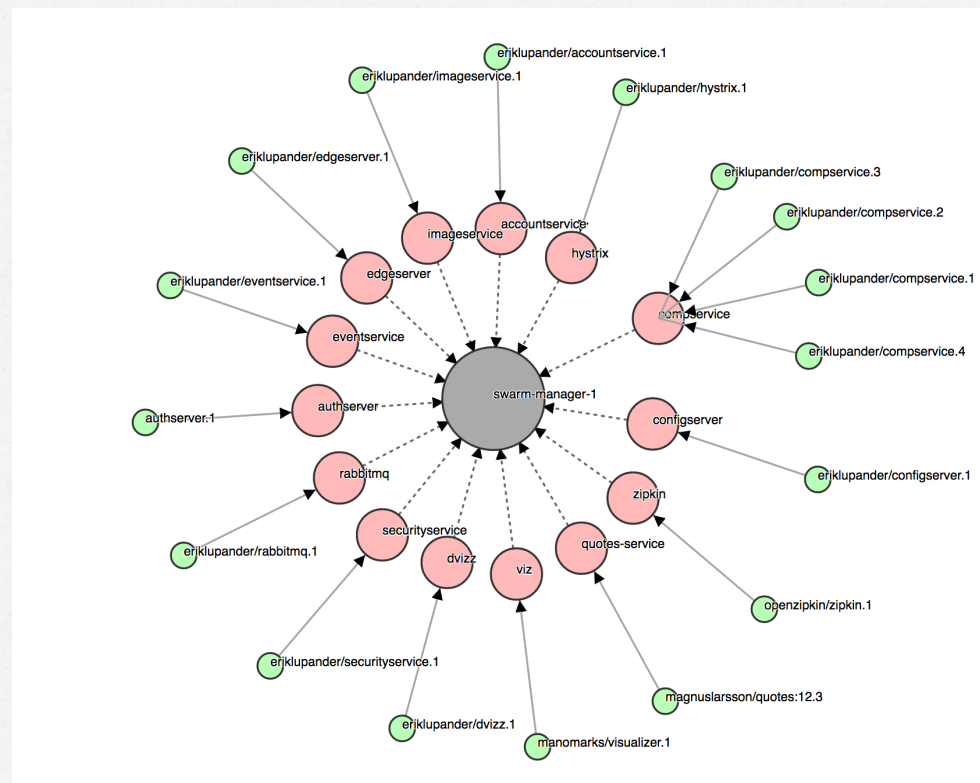 eriklupander/accountservice.1
eriklupander/imageservice.1
eriklupander/hystrix.1
eriklupander/edgeserver.1
eriklupander/compservice.3
eriklupander/compservice.2
accountservice
imageservice
hystrix
edgeserver
eriklupander/eventservice.1
eriklupander/compservice.1
compservice
eventservice
eriklupander/compservice.4
swarm-manager-1
authserver
authserver.1
configserver
rabbitmq
eriklupander/configserver.1
zipkin
securityservice
quotes-service
eriklupander/rabbitmq.1
dvizz
viz
openzipkin/zipkin.1
eriklupander/securityservice.1
magnuslarsson/quotes:12.3
eriklupander/dvizz.1
manomarks/visualizer.1